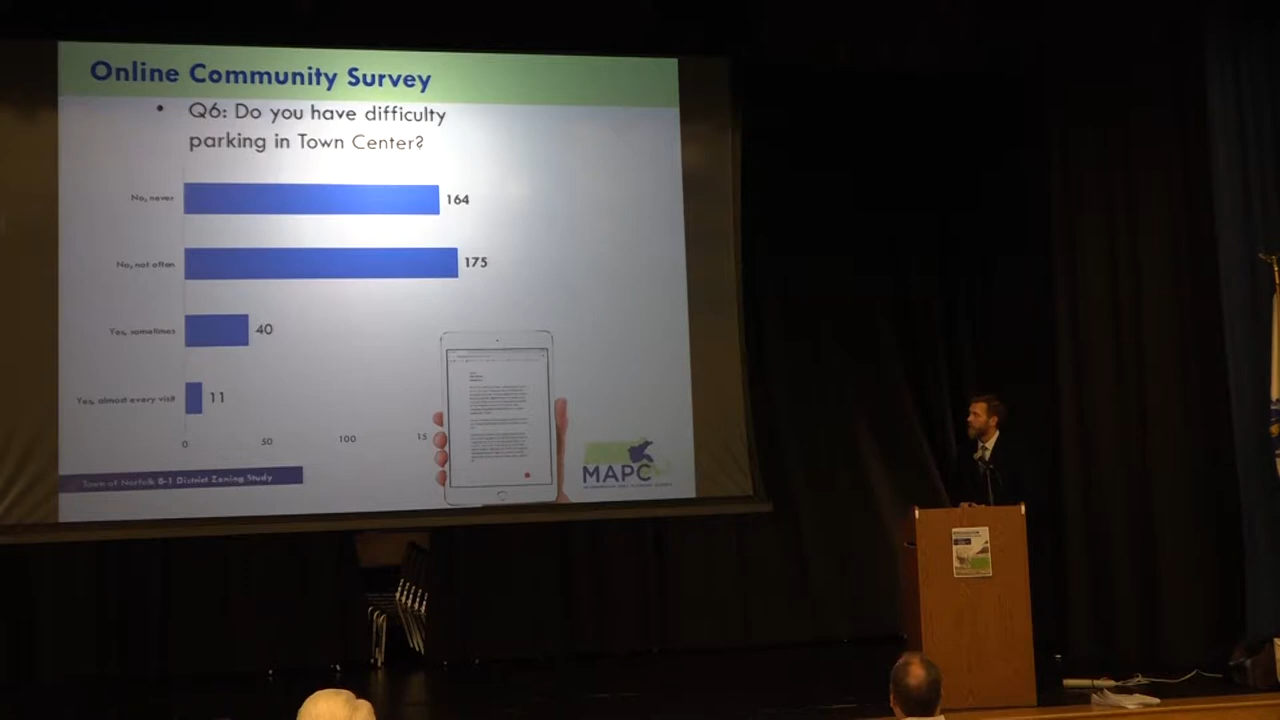 Online Community Survey
• Q6: Do you have difficulty
parking in Town Center?
No, never
164
No, not often
175
Yes, sometimes
40
Yes, almost every visit
11
0
50
100
15
Town of Norfolk B-1 District Zoning Study
MAPC